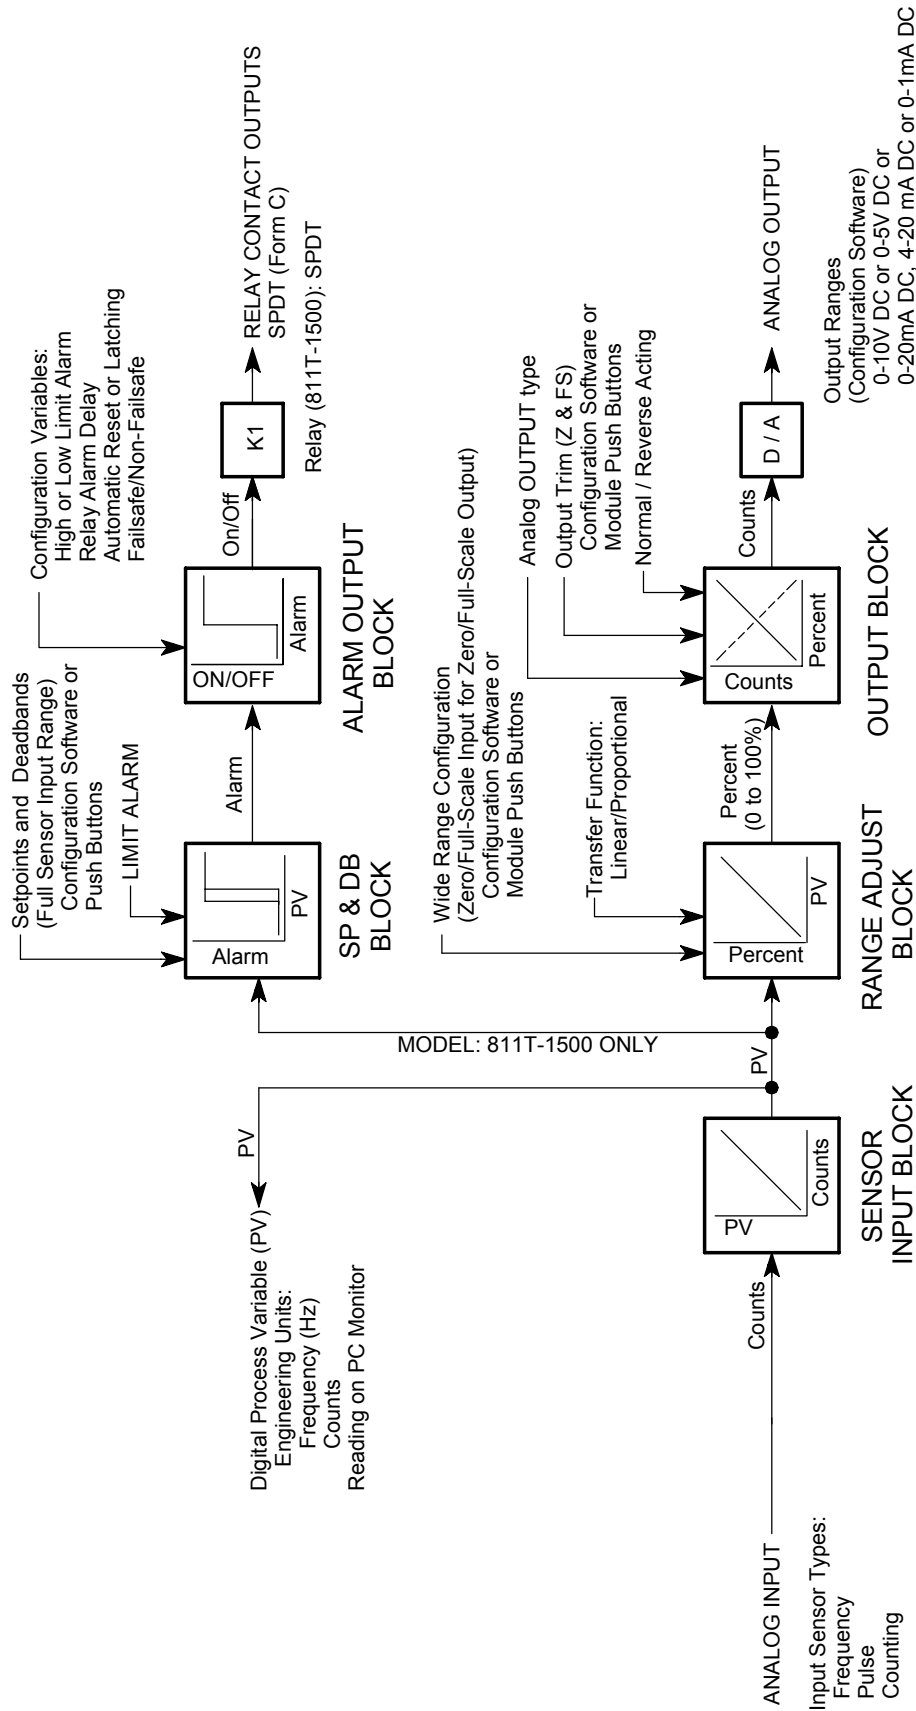 ANALOG INPUT
Input Sensor Types:
Frequency
Pulse
Counting
Counts
PV
Counts
SENSOR
INPUT BLOCK
Digital Process Variable (PV)
Engineering Units:
Frequency (Hz)
Counts
Reading on PC Monitor
PV
PV
MODEL: 811T-1500 ONLY
Setpoints and Deadbands
(Full Sensor Input Range)
Configuration Software or
Push Buttons
LIMIT ALARM
Alarm
PV
SP & DB
BLOCK
Alarm
Configuration Variables:
High or Low Limit Alarm
Relay Alarm Delay
Automatic Reset or Latching
Failsafe/Non-Failsafe
ON/OFF
Alarm
ALARM OUTPUT
BLOCK
On/Off
K1
RELAY CONTACT OUTPUTS
SPDT (Form C)
Relay (811T-1500): SPDT
Wide Range Configuration
(Zero/Full-Scale Input for Zero/Full-Scale Output)
Configuration Software or
Module Push Buttons
Transfer Function:
Linear/Proportional
Percent
PV
RANGE ADJUST
BLOCK
Percent
(0 to 100%)
Analog OUTPUT type
Output Trim (Z & FS)
Configuration Software or
Module Push Buttons
Normal / Reverse Acting
Counts
Percent
OUTPUT BLOCK
Counts
D / A
ANALOG OUTPUT
Output Ranges
(Configuration Software)
0-10V DC or 0-5V DC or
0-20mA DC, 4-20 mA DC or 0-1mA DC